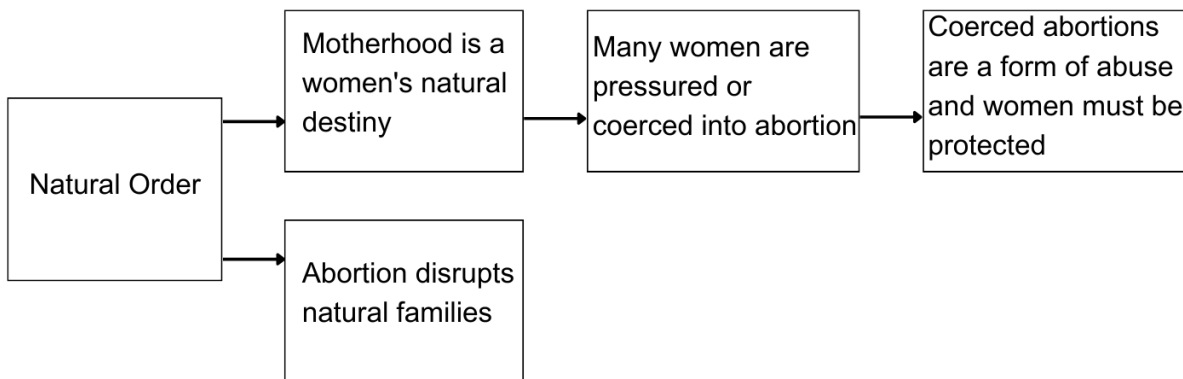 Natural Order
Motherhood is a
women's natural
destiny
Many women are
pressured or
coerced into abortion
Coerced abortions
are a form of abuse
and women must be
protected
Abortion disrupts
natural families